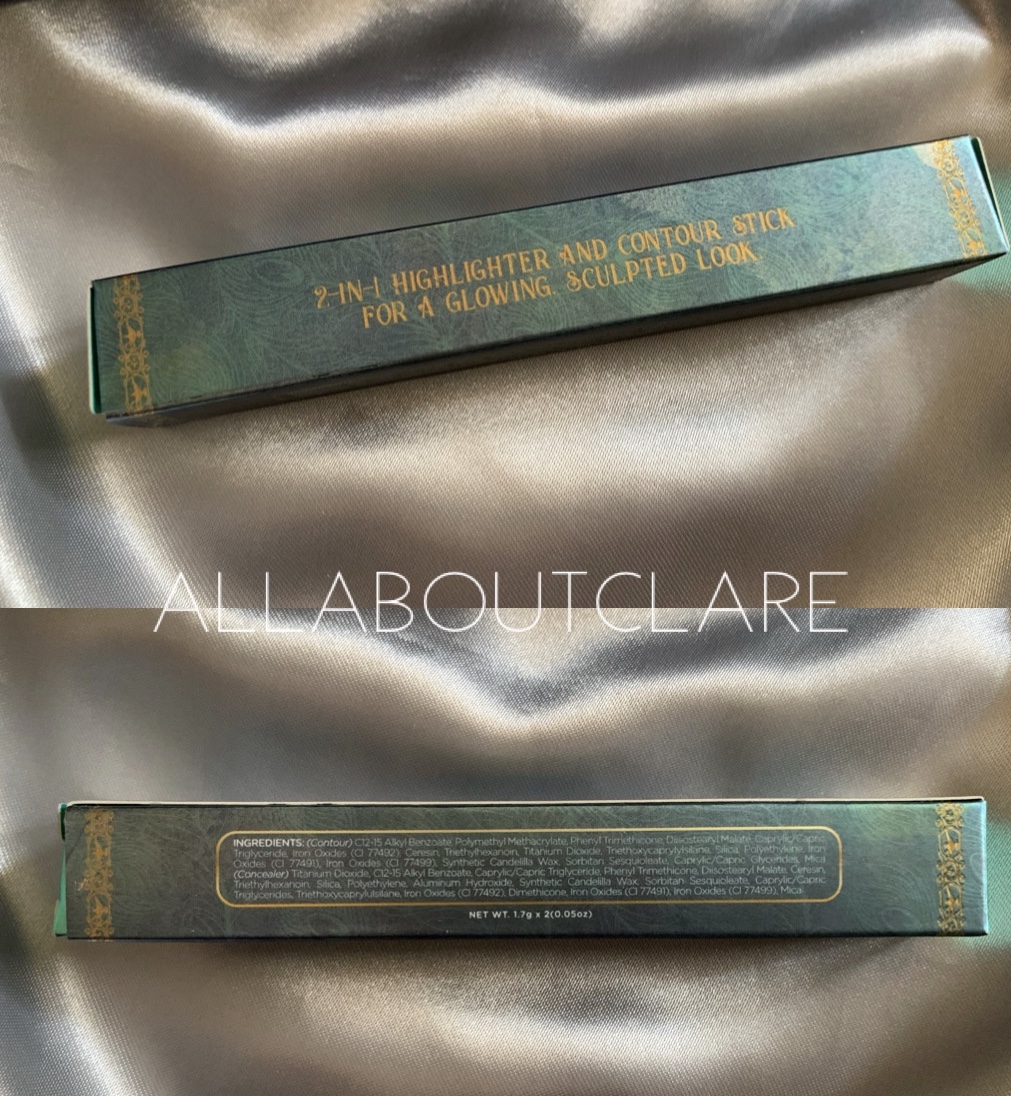 2-IN-1 HIGHLIGHTER AND CONTOUR STICK
FOR A GLOWING, SCULPTED LOOK
ALLABOUTCLARE
INGREDIENTS: (Contour) C12-15 Alkyl Benzoate, Polymethyl Methacrylate, Phenyl Trimethicone, Diisostearyl Malate, Caprylic/Capric
Triglyceride, Iron Oxides (CI 77492), Ceresin, Triethylhexanoin, Titanium Dioxide, Triethoxycaprylylsilane, Silica, Polyethylene, Iron
Oxides (CI 77491), Iron Oxides (CI 77499), Synthetic Candelilla Wax, Sorbitan Sesquioleate, Caprylic/Capric Glycerides, Mica
(Concealer) Titanium Dioxide, C12-15 Alkyl Benzoate, Caprylic/Capric Triglyceride, Phenyl Trimethicone, Diisostearyl Malate, Ceresin,
Triethylhexanoin, Silica, Polyethylene, Aluminum Hydroxide, Synthetic Candelilla Wax, Sorbitan Sesquioleate, Caprylic/Capric
Triglycerides, Triethoxycaprylulsilane, Iron Oxides (CI 77492), Dimethicone, Iron Oxides (CI 77491), Iron Oxides (CI 77499), Mica
NET WT. 1.7g x 2(0.05oz)